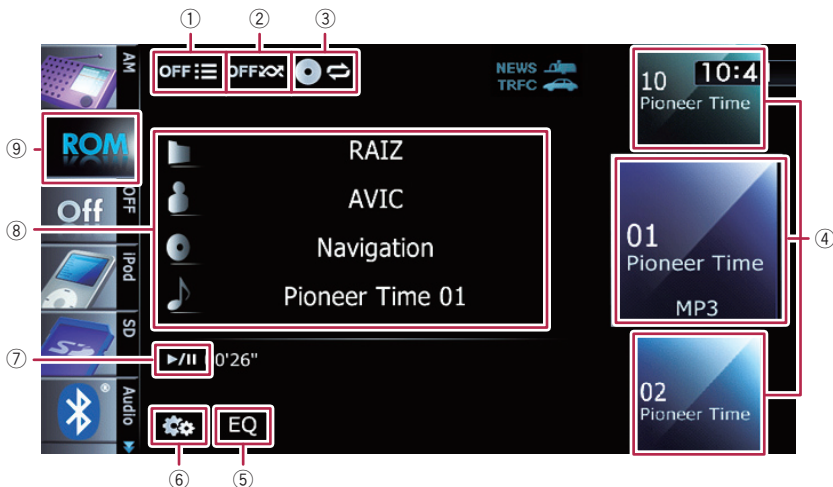 ① ② ③
AM
OFF OFF
NEWS
TRFC
10 10:4
Pioneer Time
⑨ ROM
RAIZ
Off OFF
AVIC
⑧
④
01
Pioneer Time
MP3
iPod
Navigation
Pioneer Time 01
SD
⑦ ►/II 0'26"
02
Pioneer Time
Audio
EQ
⑥ ⑤